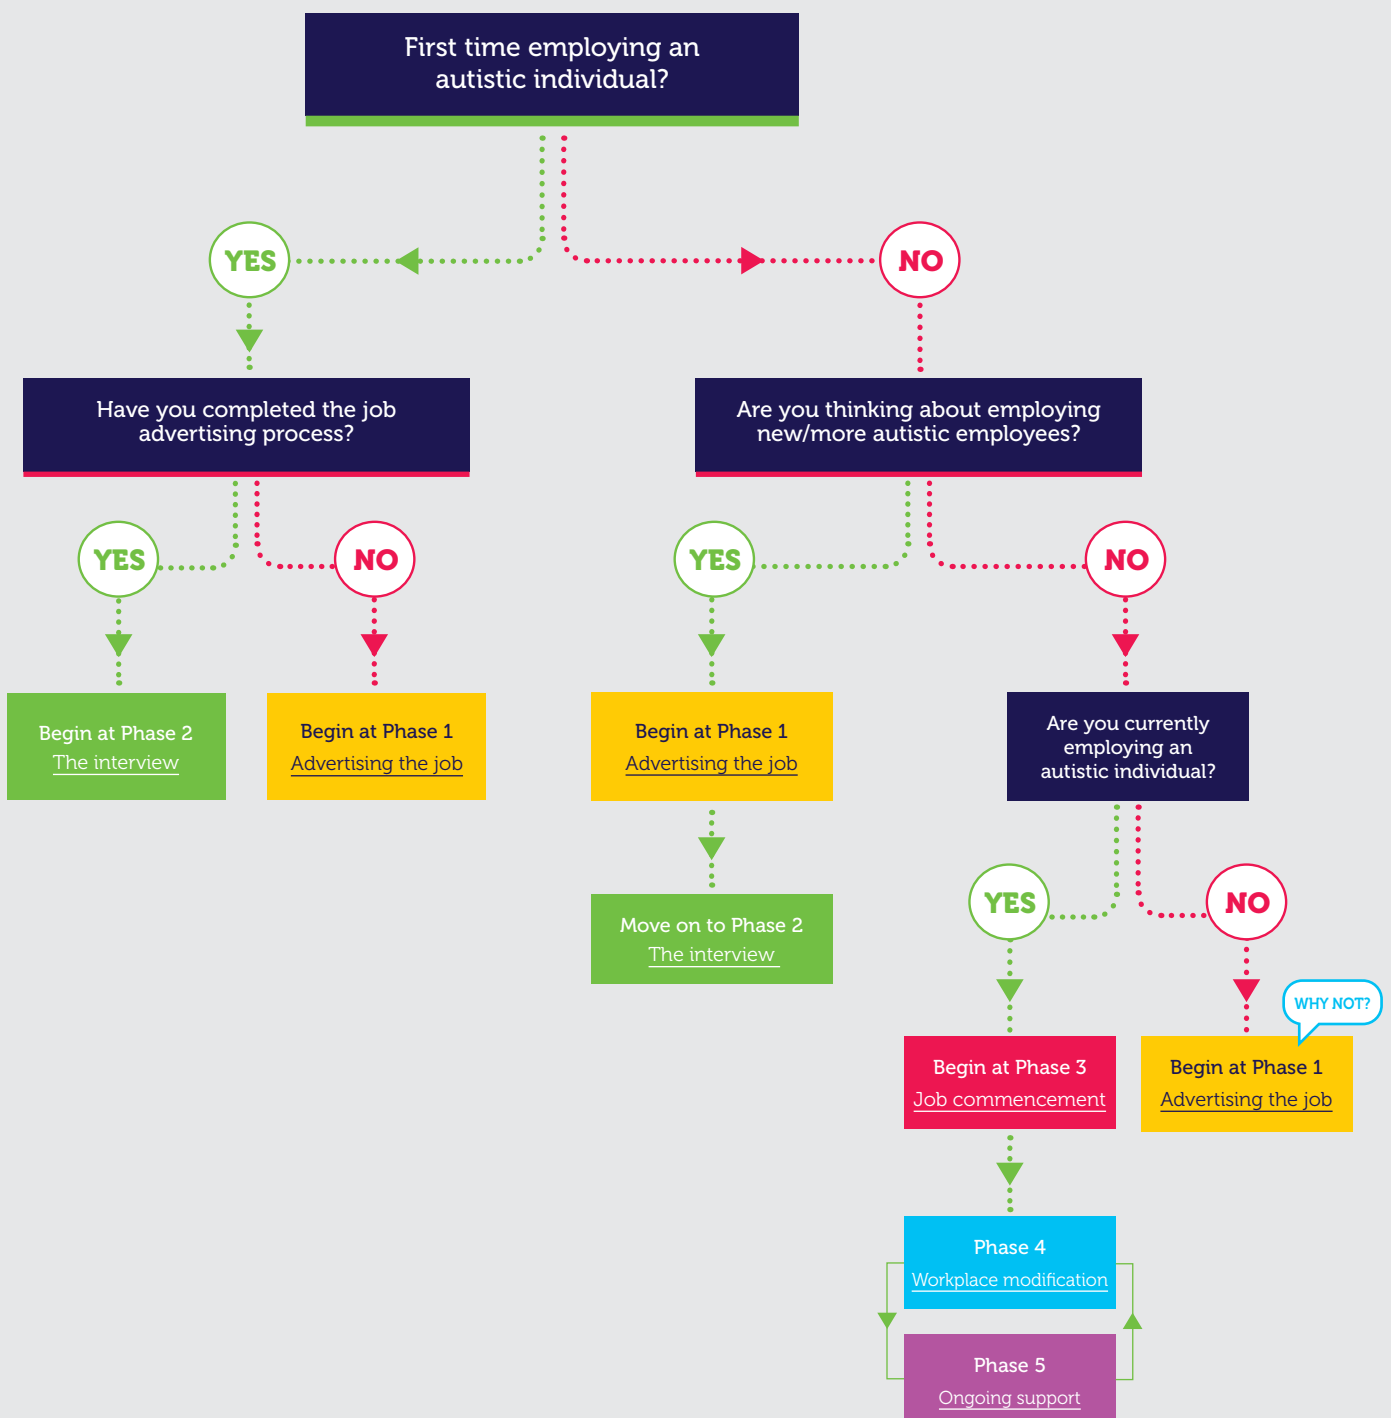 First time employing an
autistic individual?
YES
NO
Have you completed the job
advertising process?
Are you thinking about employing
new/more autistic employees?
YES
NO
YES
NO
Begin at Phase 2
The interview
Begin at Phase 1
Advertising the job
Begin at Phase 1
Advertising the job
Are you currently
employing an
autistic individual?
Move on to Phase 2
The interview
YES
NO
WHY NOT?
Begin at Phase 3
Job commencement
Begin at Phase 1
Advertising the job
Phase 4
Workplace modification
Phase 5
Ongoing support